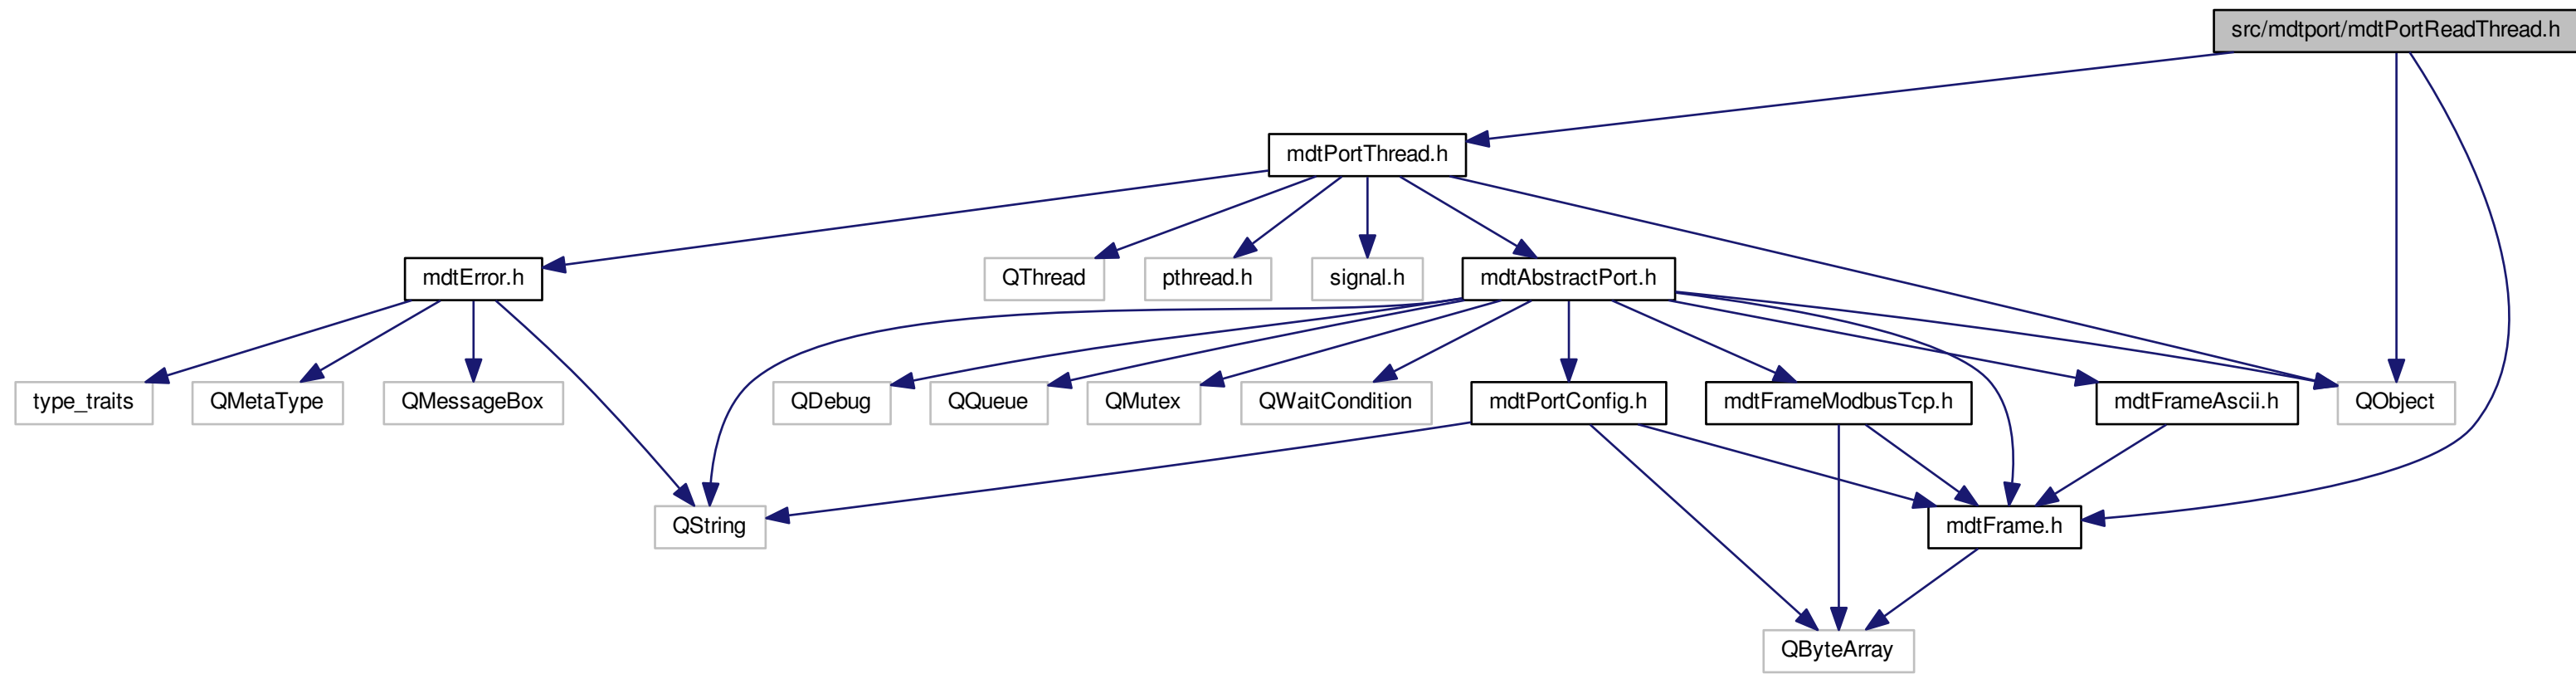 src/mdtport/mdtPortReadThread.h
mdtPortThread.h
mdtError.h
QThread
pthread.h
signal.h
mdtAbstractPort.h
type_traits
QMetaType
QMessageBox
QDebug
QQueue
QMutex
QWaitCondition
mdtPortConfig.h
mdtFrameModbusTcp.h
mdtFrameAscii.h
QObject
QString
mdtFrame.h
QByteArray